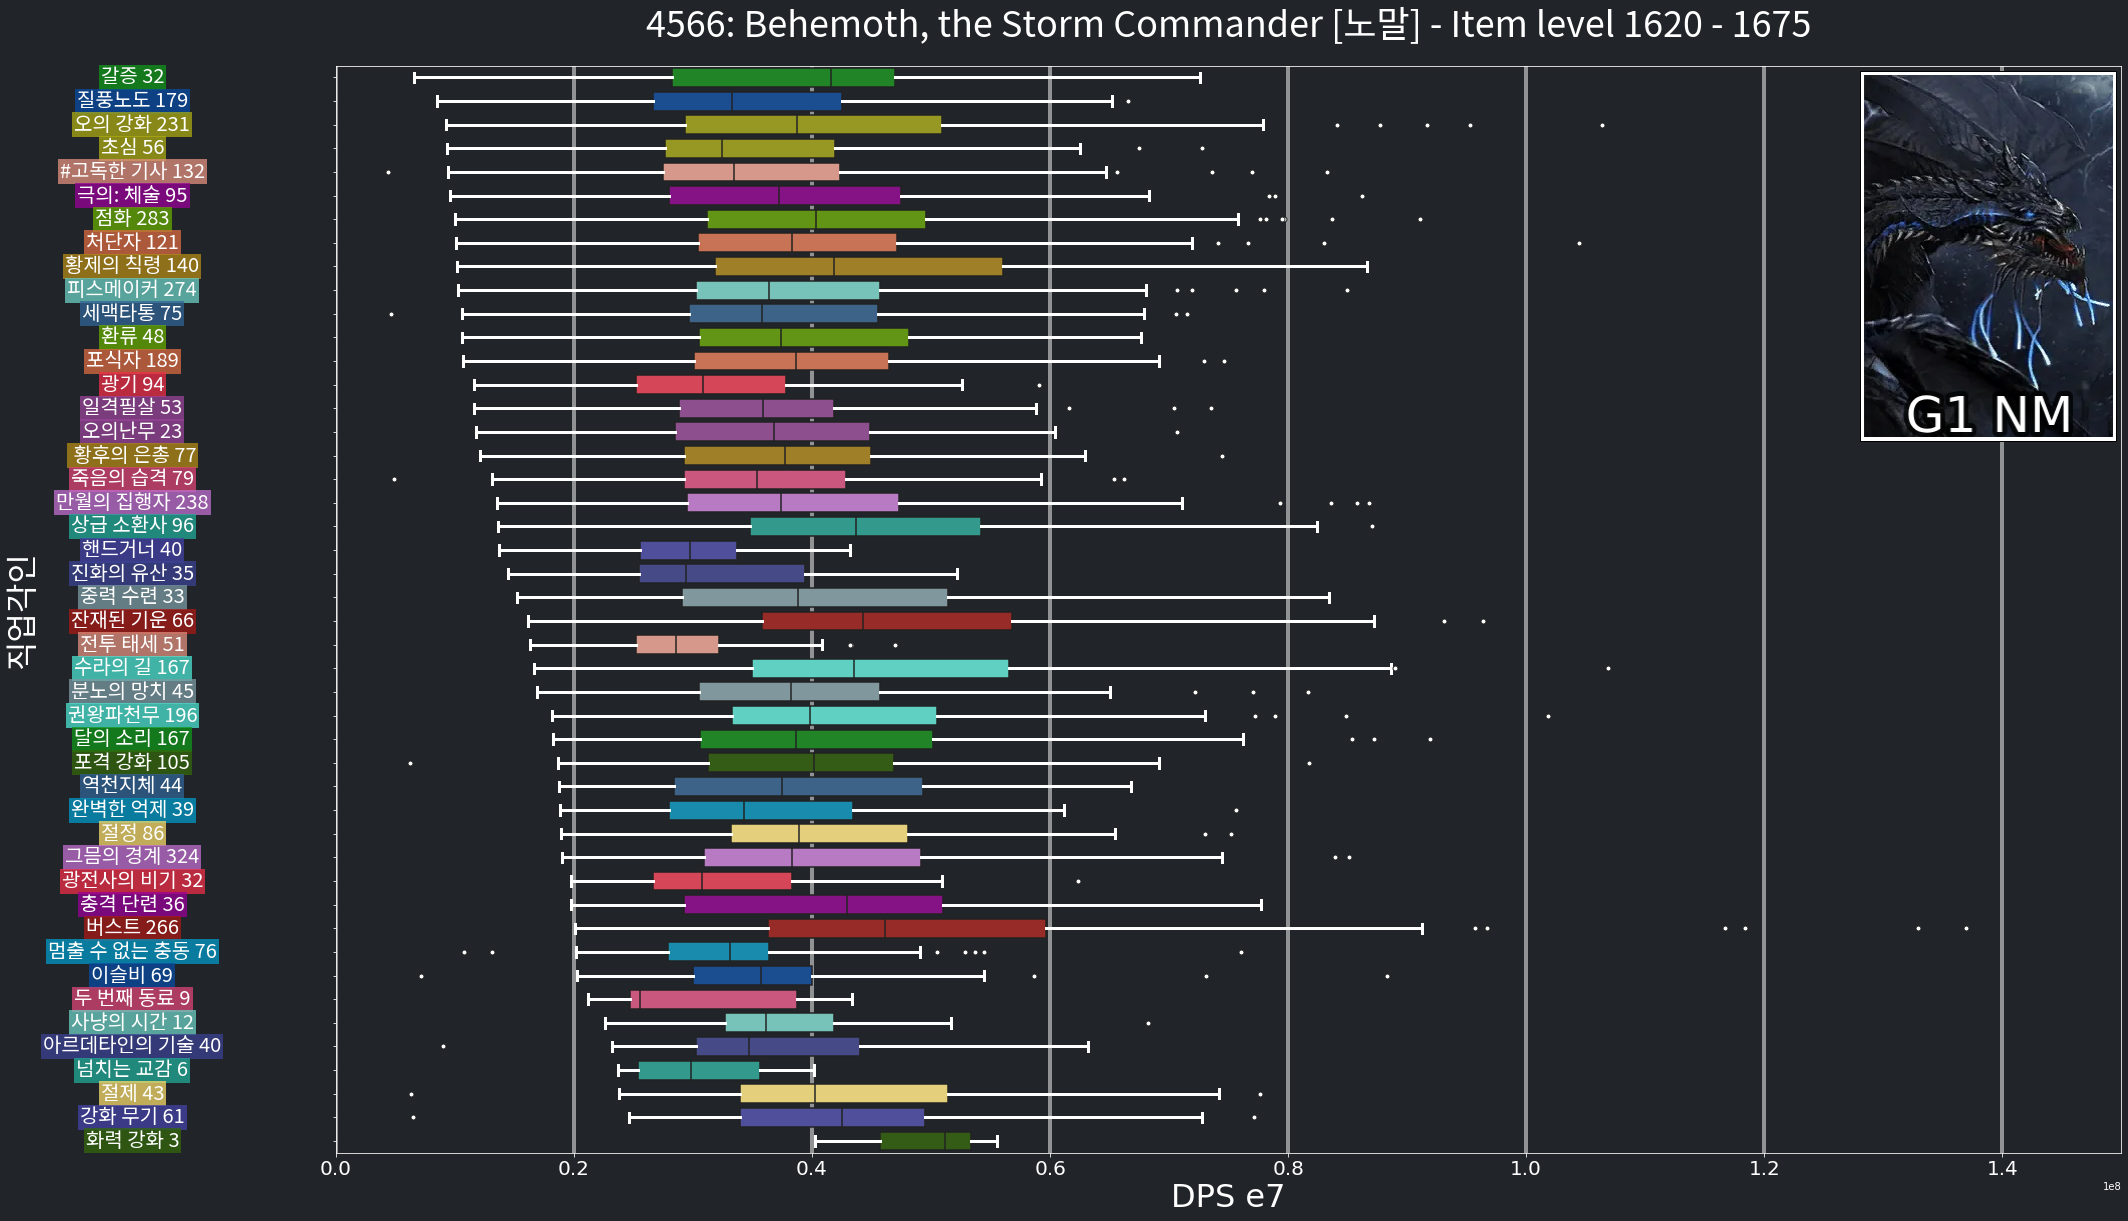 4566: Behemoth, the Storm Commander [노말] - Item level 1620 - 1675
갈증 32
질풍노도 179
오의 강화 231
초심 56
#고독한 기사 132
극의: 체술 95
점화 283
처단자 121
황제의 칙령 140
피스메이커 274
세맥타통 75
환류 48
포식자 189
광기 94
일격필살 53
오의난무 23
황후의 은총 77
죽음의 습격 79
만월의 집행자 238
상급 소환사 96
핸드거너 40
진화의 유산 35
중력 수련 33
잔재된 기운 66
전투 태세 51
수라의 길 167
분노의 망치 45
권왕파천무 196
달의 소리 167
포격 강화 105
역천지체 44
완벽한 억제 39
절정 86
그믐의 경계 324
광전사의 비기 32
충격 단련 36
버스트 266
멈출 수 없는 충동 76
이슬비 69
두 번째 동료 9
사냥의 시간 12
아르데타인의 기술 40
넘치는 교감 6
절제 43
강화 무기 61
화력 강화 3
직업각인
G1 NM
0.0 0.2 0.4 0.6 0.8 1.0 1.2 1.4
DPS e7
1e8